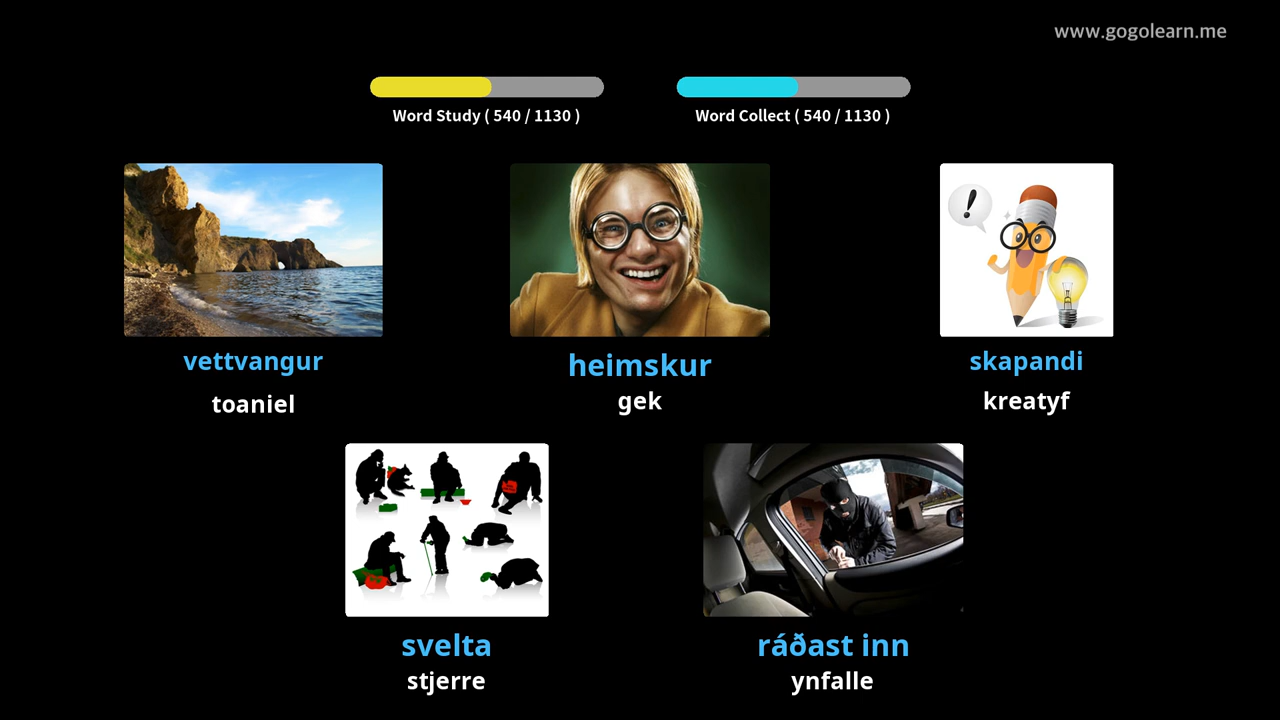 www.gogolearn.me
Word Study ( 540 / 1130 )
Word Collect ( 540 / 1130 )
vettvangur
toaniel
heimskur
gek
skapandi
kreatyf
svelta
stjerre
ráðast inn
ynfalle